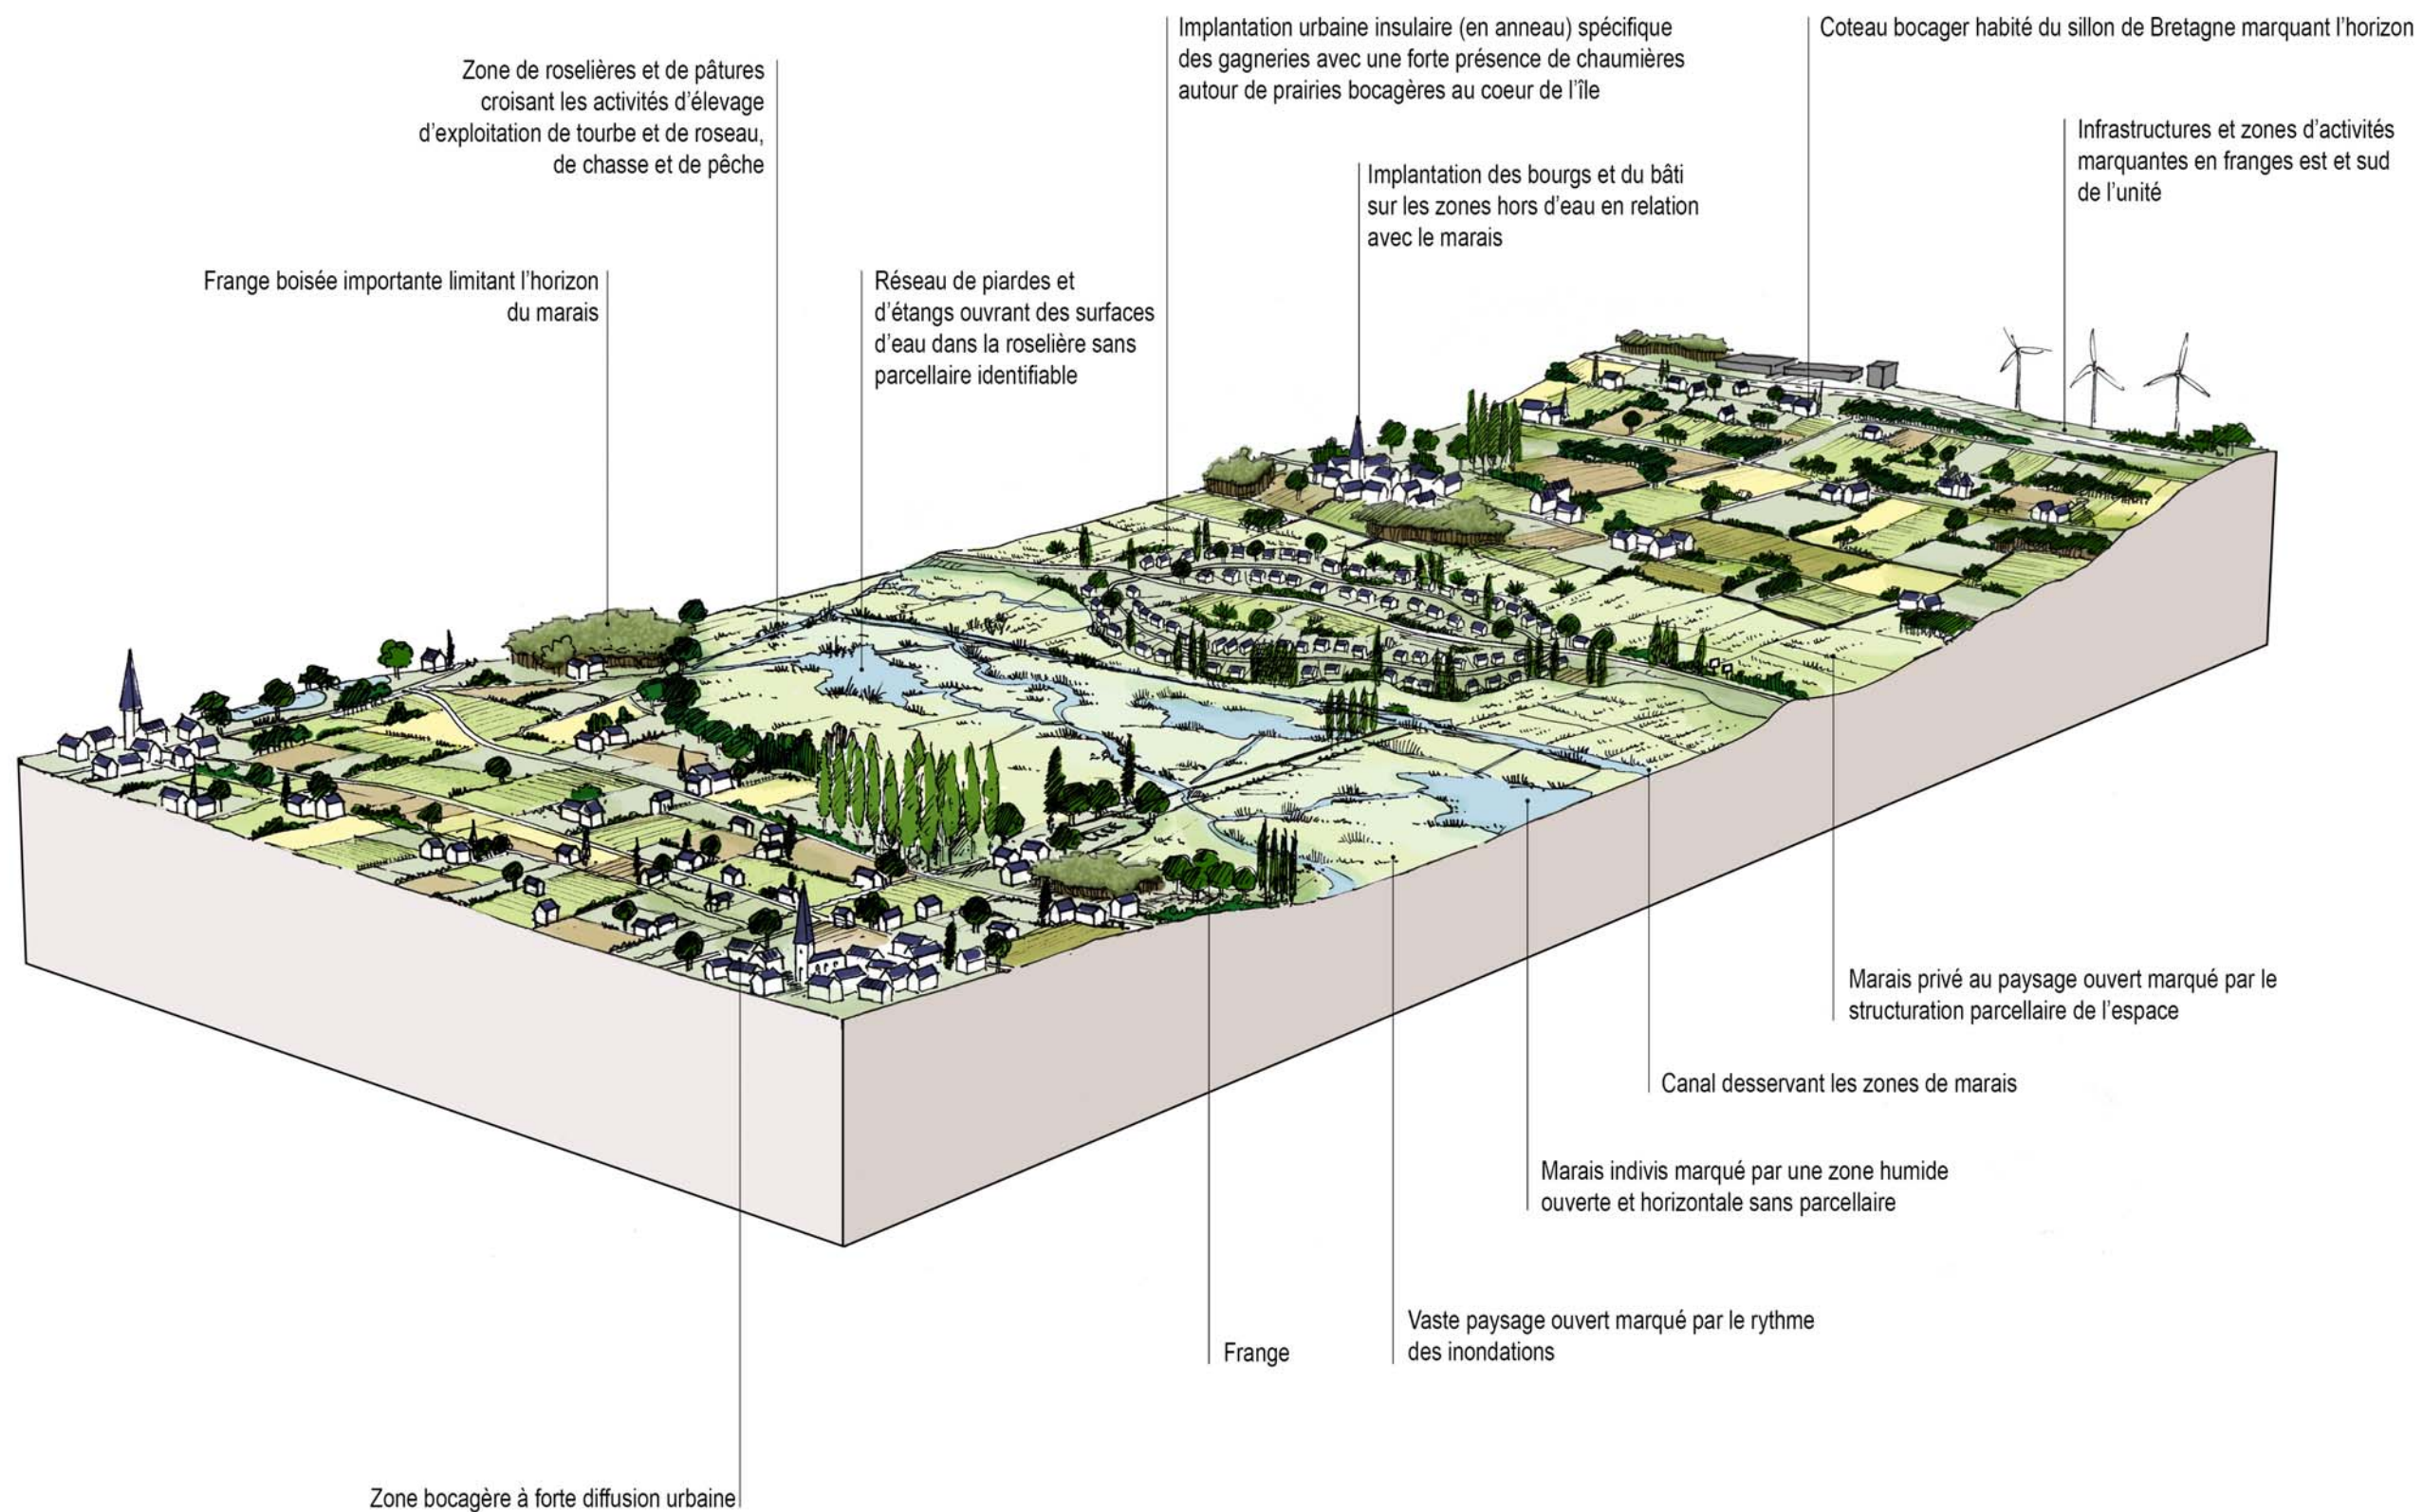 Implantation urbaine insulaire (en anneau) spécifique
des gagneries avec une forte présence de chaumières
autour de prairies bocagères au coeur de l'île
Coteau bocager habité du sillon de Bretagne marquant l'horizon
Zone de roselières et de pâtures
croisant les activités d'élevage
d'exploitation de tourbe et de roseau,
de chasse et de pêche
Infrastructures et zones d'activités
marquantes en franges est et sud
de l'unité
Implantation des bourgs et du bâti
sur les zones hors d'eau en relation
avec le marais
Frange boisée importante limitant l'horizon
du marais
Réseau de piardes et
d'étangs ouvrant des surfaces
d'eau dans la roselière sans
parcellaire identifiable
Marais privé au paysage ouvert marqué par le
structuration parcellaire de l'espace
Canal desservant les zones de marais
Marais indivis marqué par une zone humide
ouverte et horizontale sans parcellaire
Vaste paysage ouvert marqué par le rythme
des inondations
Frange
Zone bocagère à forte diffusion urbaine